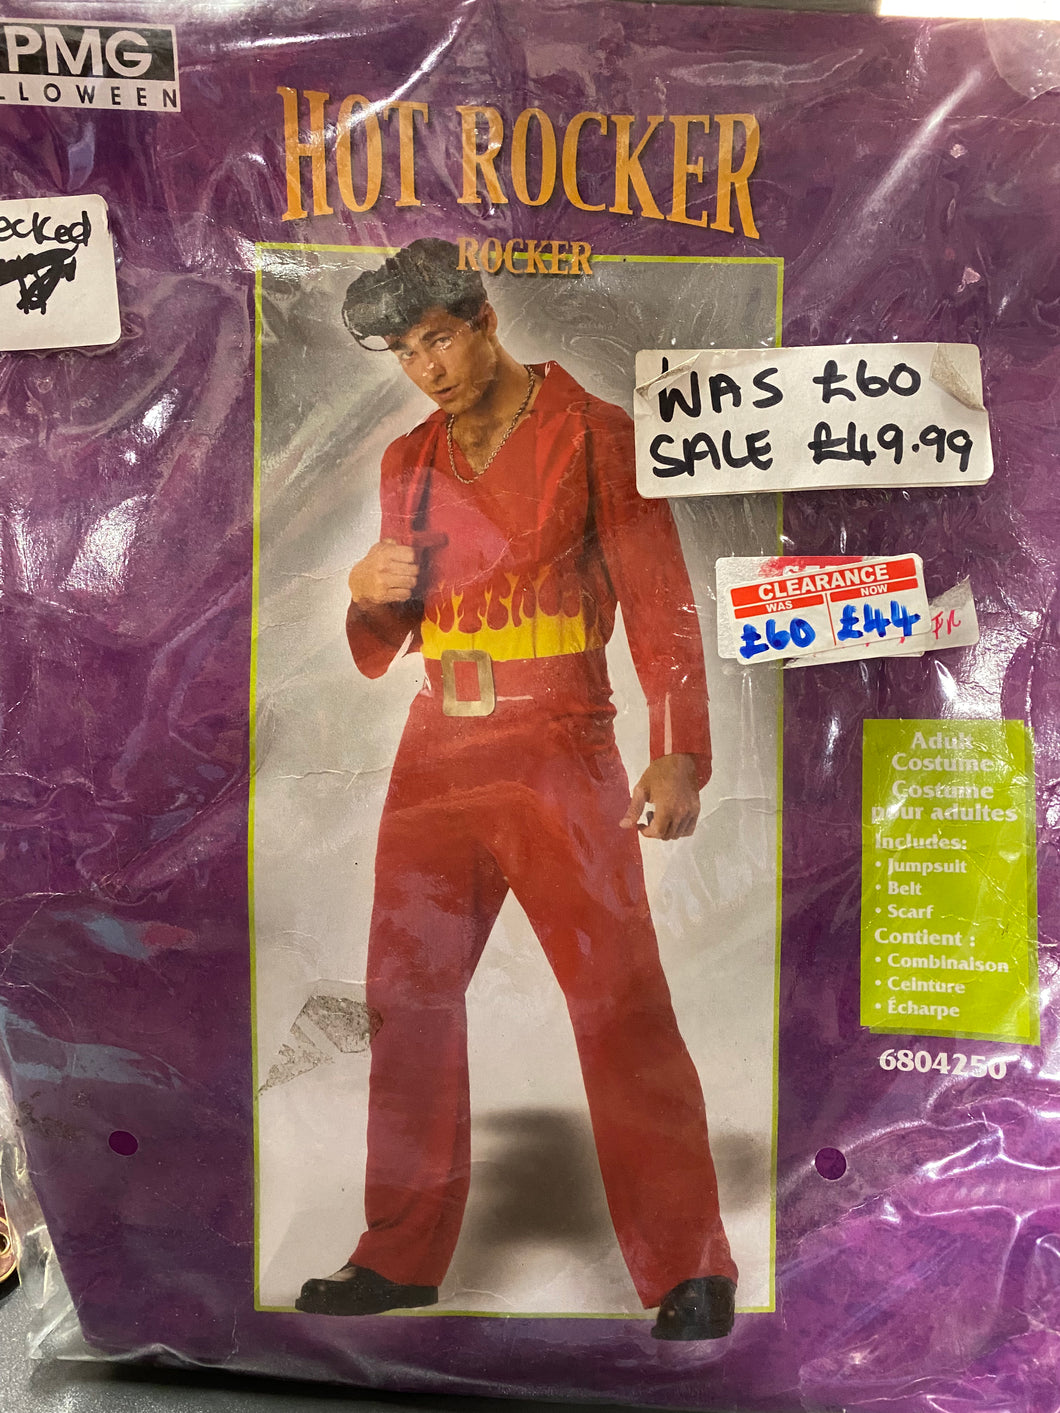 PMG
LLOWEEN
HOT ROCKER
ROCKER
ecked
WAS £60
SALE £49.99
CLEARANCE
WAS NOW
£60 £44
Adult
Costume
Costume
pour adultes
Includes:
• Jumpsuit
• Belt
• Scarf
Contient :
• Combinaison
• Ceinture
• Écharpe
6804250